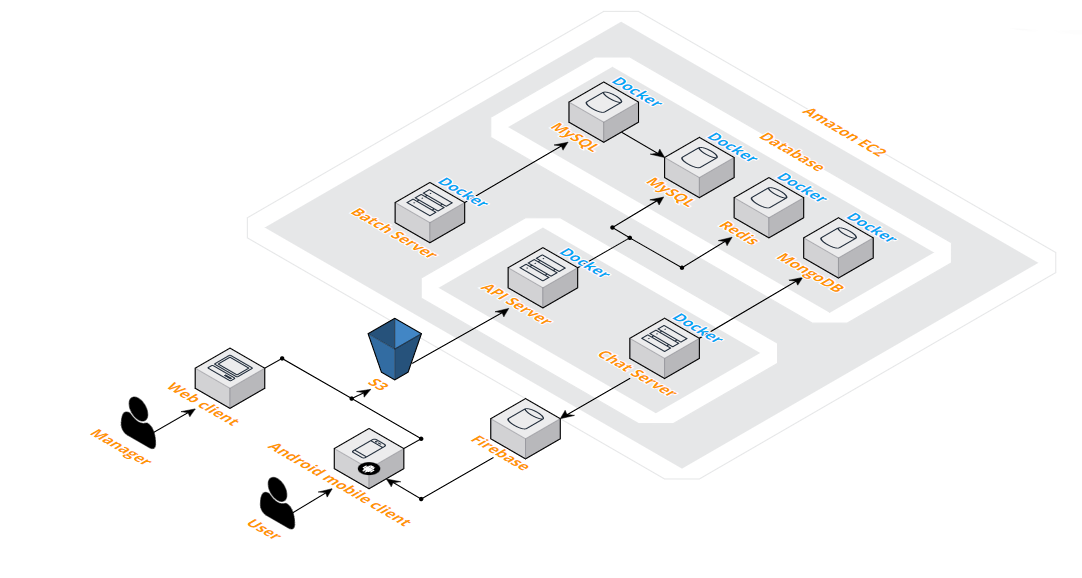 Amazon EC2
Database
Docker
MySQL
Docker
MySQL
Docker
Redis
Docker
MongoDB
Docker
Batch Server
Docker
API Server
Docker
Chat Server
S3
Web client
Manager
Firebase
Android mobile client
User